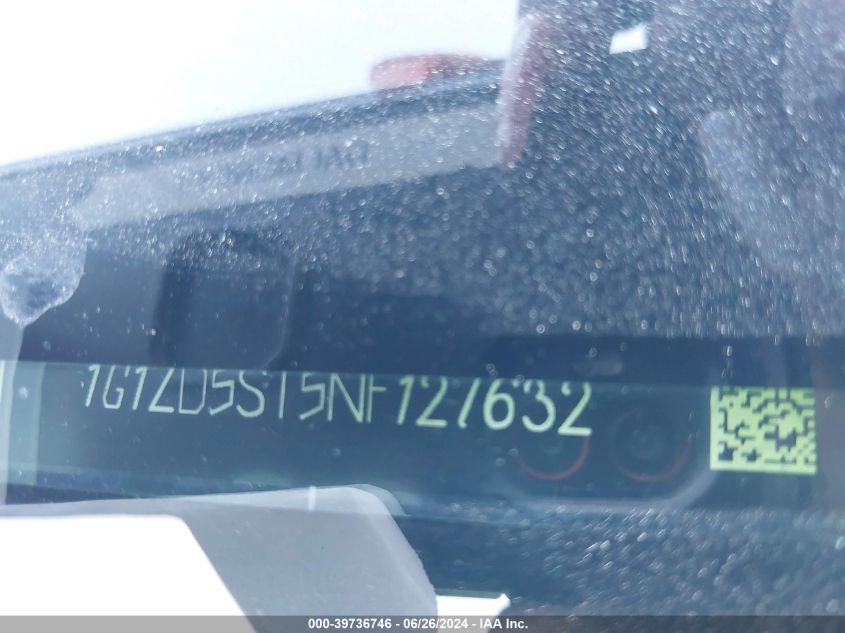 1G1ZD5ST5NF127632
000-39736746 / 06/26/2024 - IAA Inc.